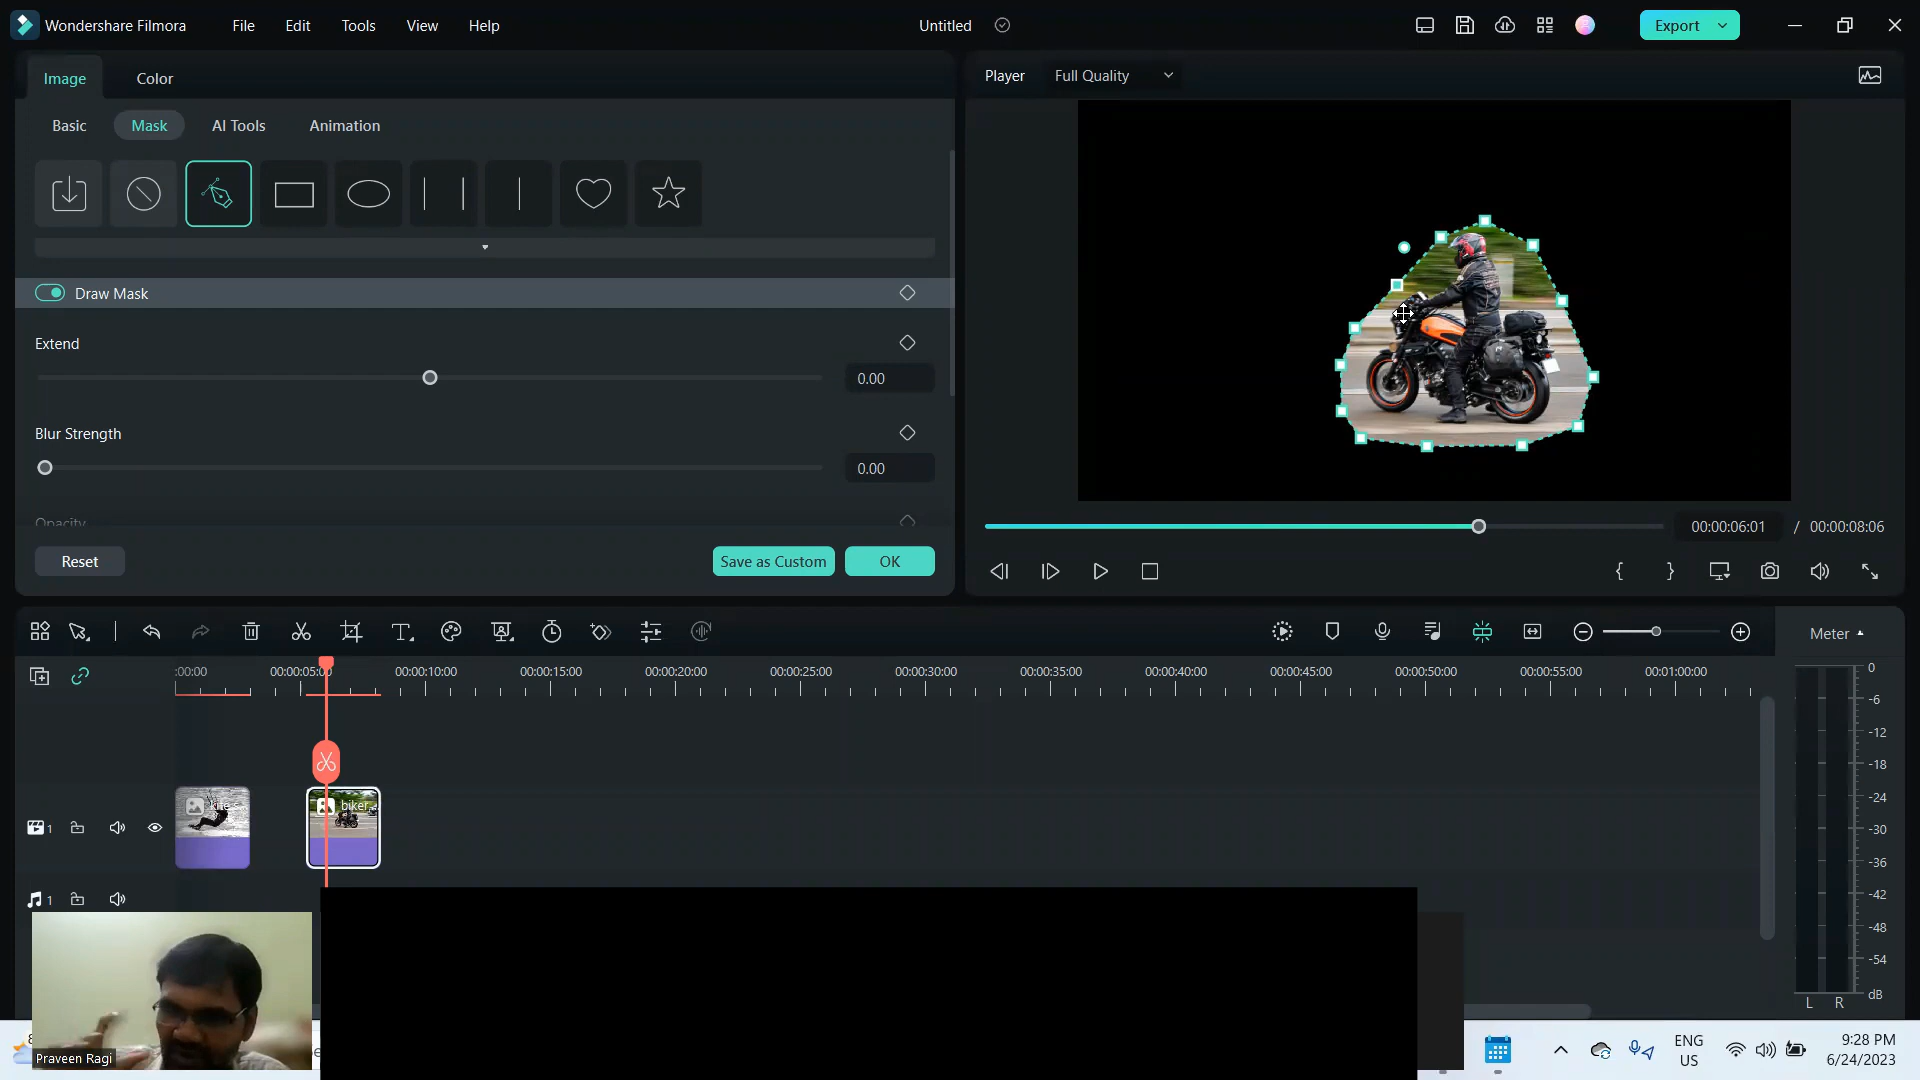 Wondershare Filmora
File
Edit
Tools
View
Help
Untitled
Export
Image
Color
Player
Full Quality
Basic
Mask
AI Tools
Animation
Draw Mask
Extend
0.00
Blur Strength
0.00
Opacity
Reset
Save as Custom
OK
00:00:06:01 / 00:00:08:06
Meter
:00:00
00:00:05:00
00:00:10:00
00:00:15:00
00:00:20:00
00:00:25:00
00:00:30:00
00:00:35:00
00:00:40:00
00:00:45:00
00:00:50:00
00:00:55:00
00:01:00:00
0
-6
-12
-18
-24
-30
-36
-42
-48
-54
dB
L R
biker
1
1
Praveen Ragi
ENG
US
9:28 PM
6/24/2023